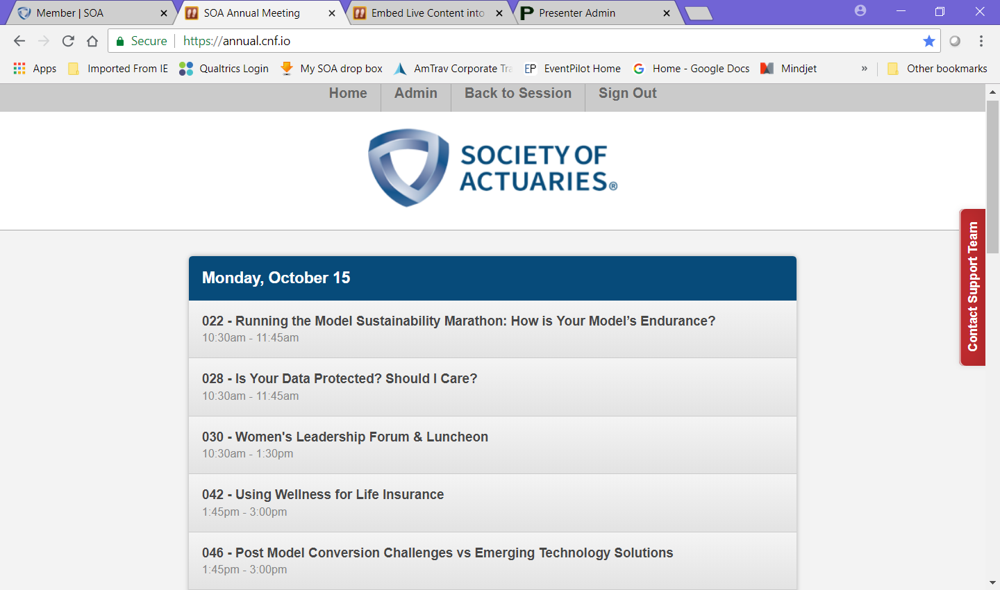 Member | SOA
SOA Annual Meeting
Embed Live Content into
Presenter Admin
Secure
https://annual.cnf.io
Apps
Imported From IE
Qualtrics Login
My SOA drop box
AmTrav Corporate Tra
EP
EventPilot Home
Home - Google Docs
Mindjet
»
Other bookmarks
Home
Admin
Back to Session
Sign Out
SOCIETY OF
ACTUARIES®
Contact Support Team
Monday, October 15
022 - Running the Model Sustainability Marathon: How is Your Model’s Endurance?
10:30am - 11:45am
028 - Is Your Data Protected? Should I Care?
10:30am - 11:45am
030 - Women's Leadership Forum & Luncheon
10:30am - 1:30pm
042 - Using Wellness for Life Insurance
1:45pm - 3:00pm
046 - Post Model Conversion Challenges vs Emerging Technology Solutions
1:45pm - 3:00pm